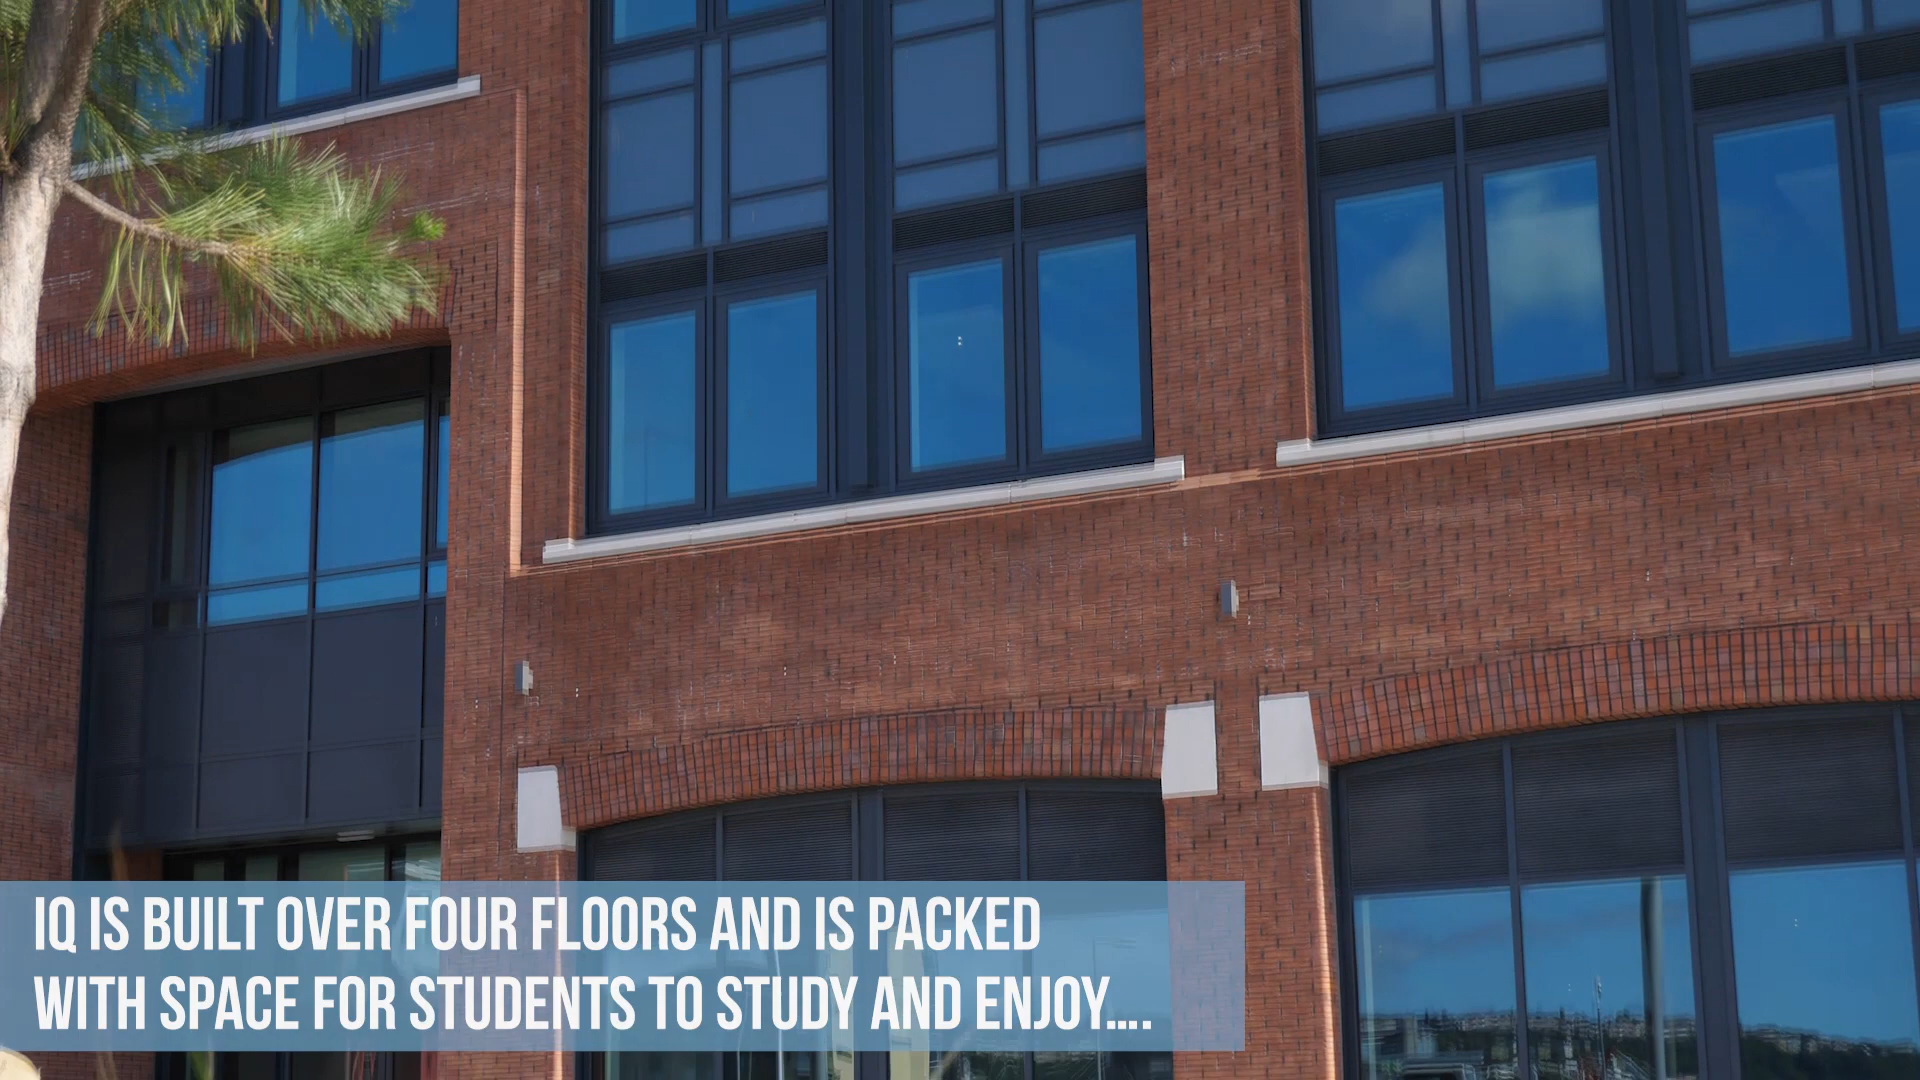 IQ IS BUILT OVER FOUR FLOORS AND IS PACKED
WITH SPACE FOR STUDENTS TO STUDY AND ENJOY....